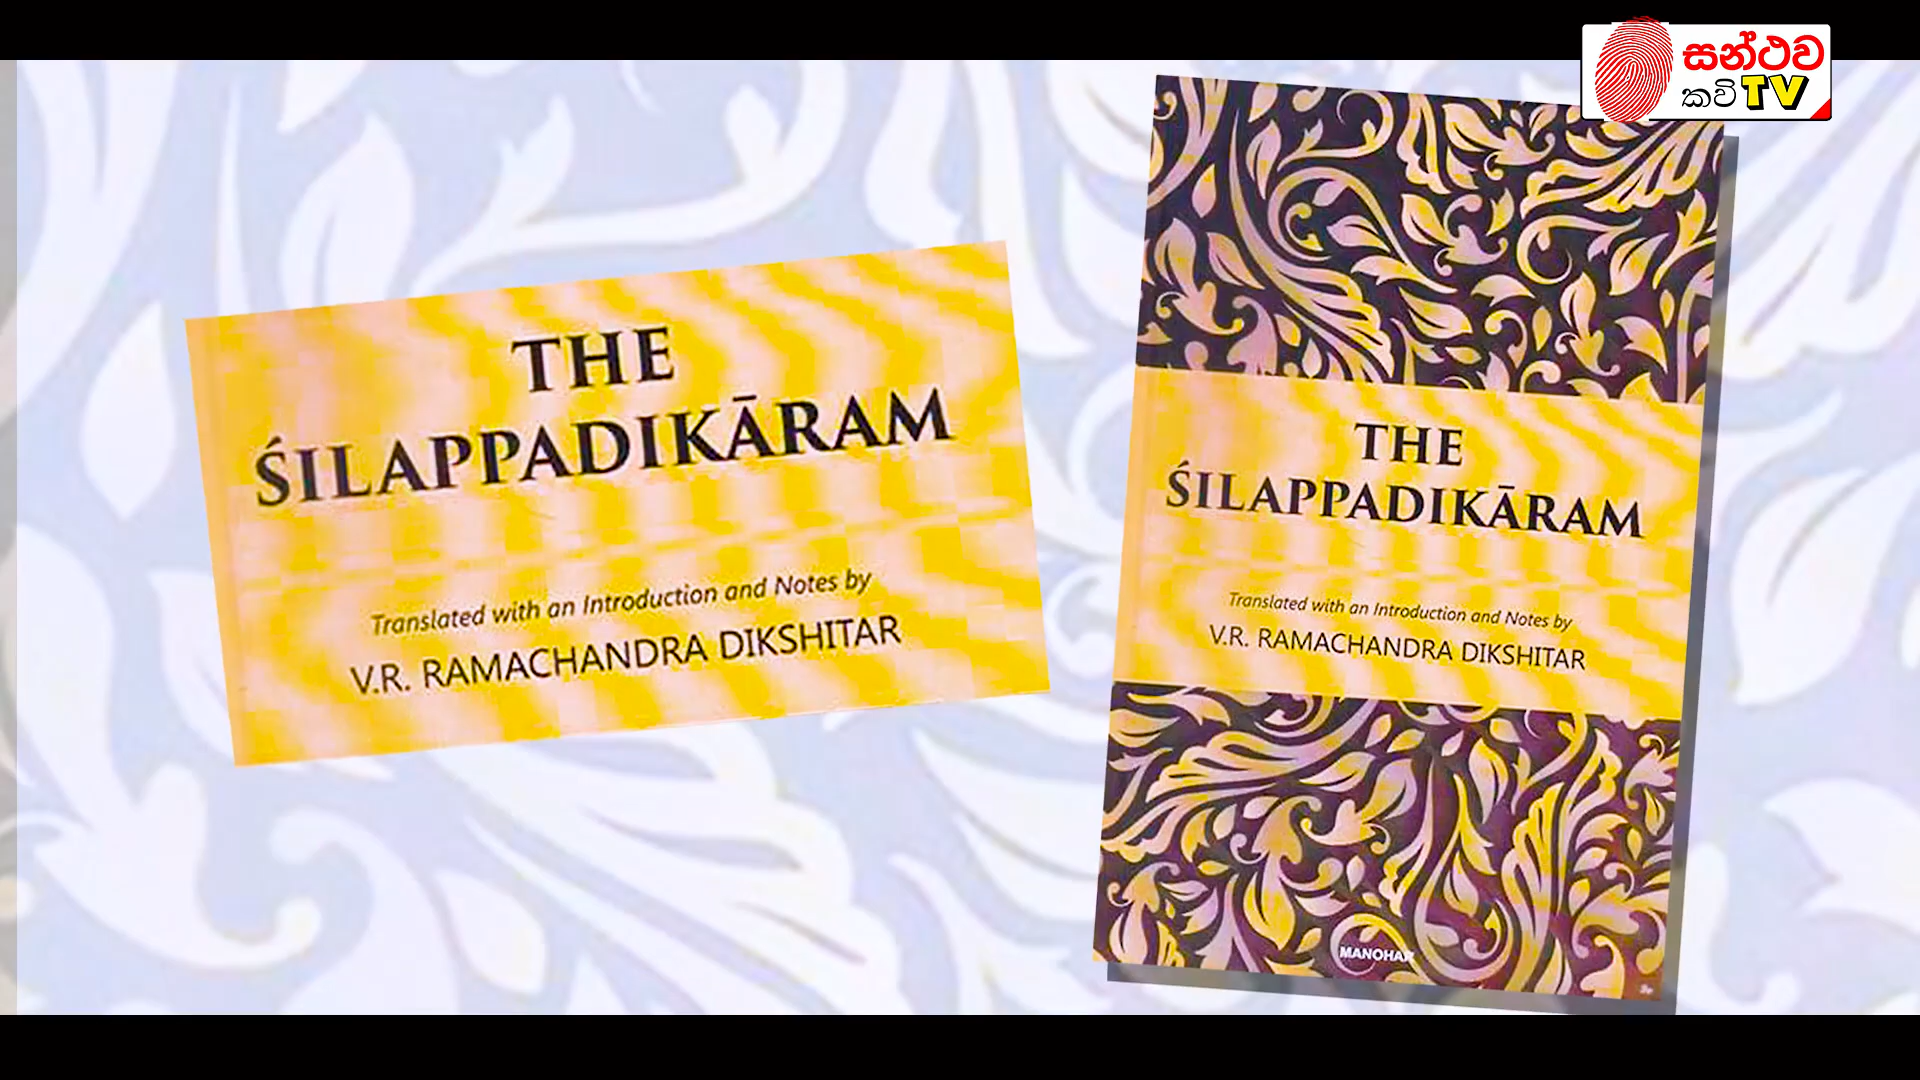 සන්ථව
කවි TV
THE
ŚILAPPADIKĀRAM
Translated with an Introduction and Notes by
V.R. RAMACHANDRA DIKSHITAR
THE
ŚILAPPADIKĀRAM
Translated with an Introduction and Notes by
V.R. RAMACHANDRA DIKSHITAR
MANOHAR